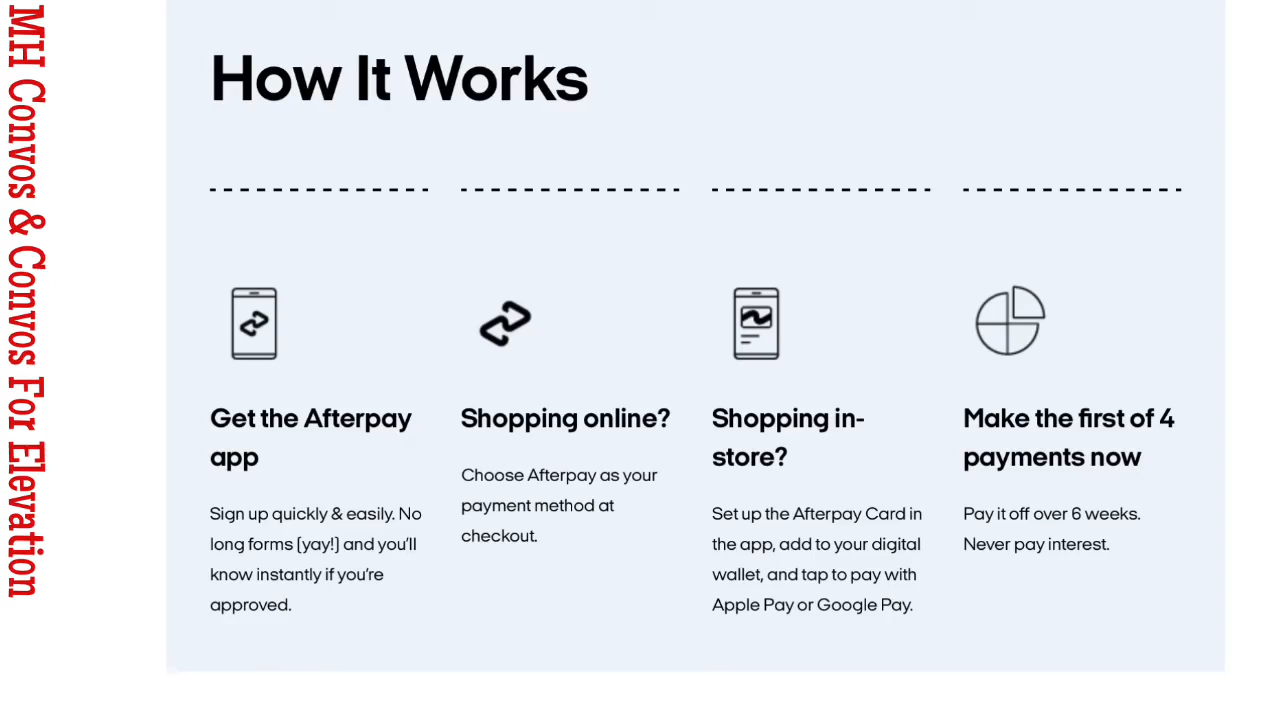 MH Convos & Convos For Elevation
How It Works
Get the Afterpay
app
Sign up quickly & easily. No
long forms (yay!) and you'll
know instantly if you're
approved.
Shopping online?
Choose Afterpay as your
payment method at
checkout.
Shopping in-
store?
Set up the Afterpay Card in
the app, add to your digital
wallet, and tap to pay with
Apple Pay or Google Pay.
Make the first of 4
payments now
Pay it off over 6 weeks.
Never pay interest.